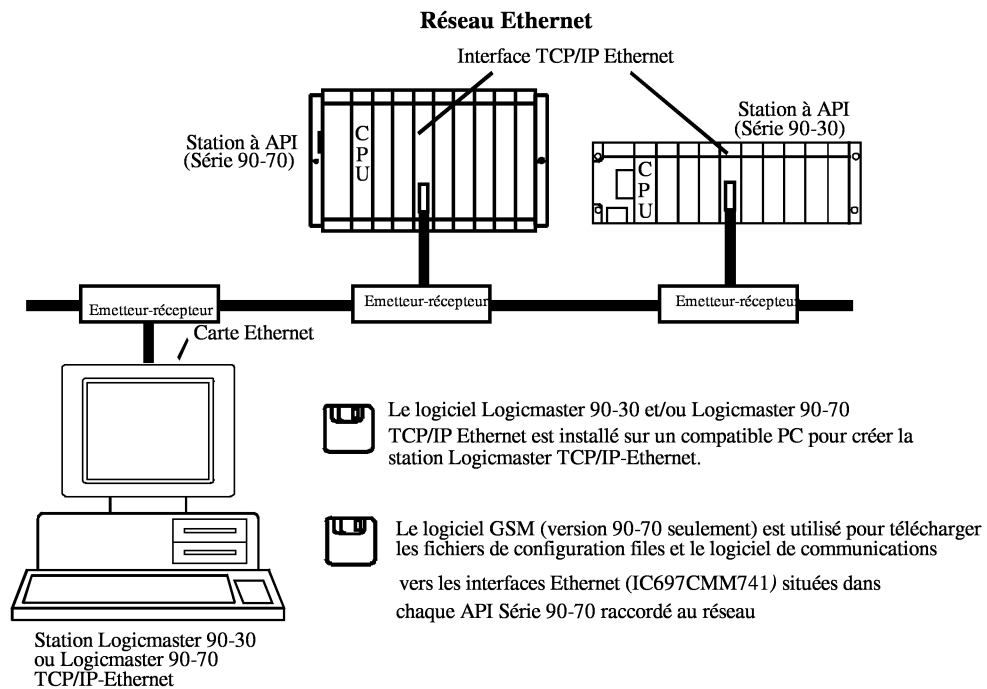 Réseau Ethernet
Interface TCP/IP Ethernet
Station à API
(Série 90-70)
Station à API
(Série 90-30)
CPU
CPU
Emetteur-récepteur
Emetteur-récepteur
Emetteur-récepteur
Carte Ethernet
Le logiciel Logicmaster 90-30 et/ou Logicmaster 90-70
TCP/IP Ethernet est installé sur un compatible PC pour créer la
station Logicmaster TCP/IP-Ethernet.
Le logiciel GSM (version 90-70 seulement) est utilisé pour télécharger
les fichiers de configuration files et le logiciel de communications
vers les interfaces Ethernet (IC697CMM741) situées dans
chaque API Série 90-70 raccordé au réseau
Station Logicmaster 90-30
ou Logicmaster 90-70
TCP/IP-Ethernet